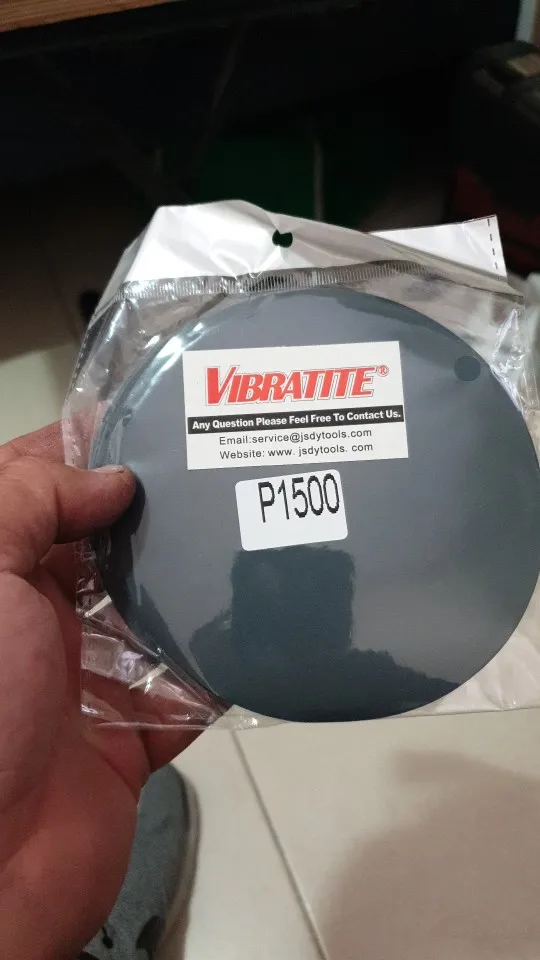 VIBRATITE®
Any Question Please Feel Free To Contact Us.
Email:service@jsdytools.com
Website: www. jsdytools. com
P1500